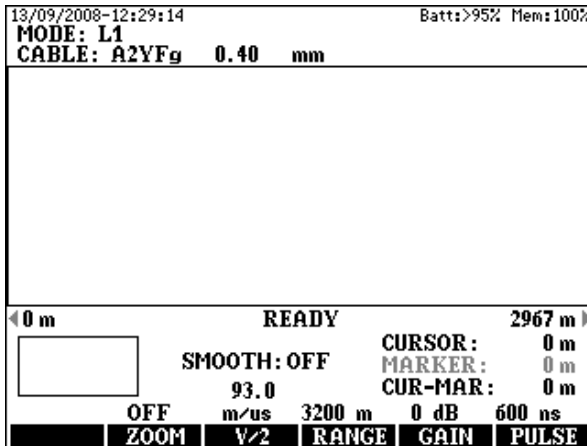 13/09/2008-12:29:14 Batt:>95% Mem:100%
MODE: L1
CABLE: A2YFg 0.40 mm
0 m READY 2967 m
CURSOR: 0 m
SMOOTH:OFF MARKER: 0 m
93.0 CUR-MAR: 0 m
OFF m/us 3200 m 0 dB 600 ns
ZOOM V/2 RANGE GAIN PULSE